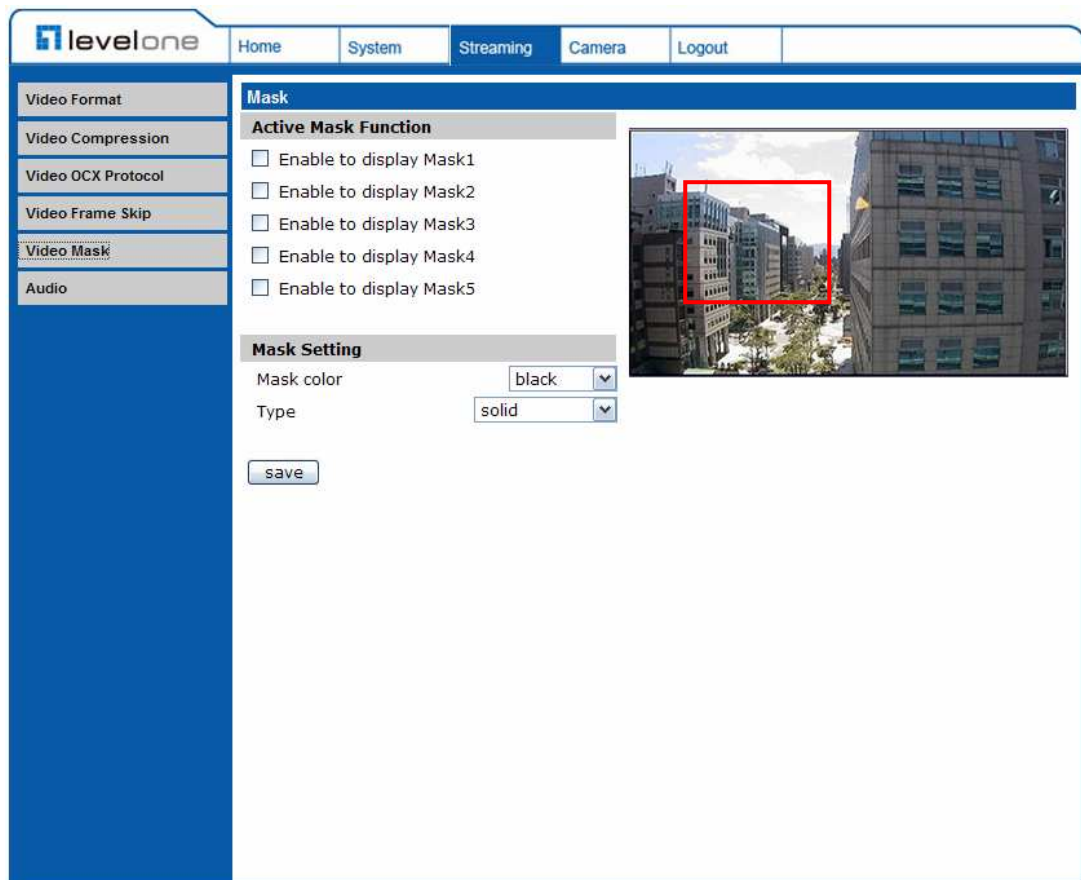 levelone
Home
System
Streaming
Camera
Logout
Video Format
Video Compression
Video OCX Protocol
Video Frame Skip
Video Mask
Audio
Mask
Active Mask Function
Enable to display Mask1
Enable to display Mask2
Enable to display Mask3
Enable to display Mask4
Enable to display Mask5
Mask Setting
Mask color black
Type solid
save